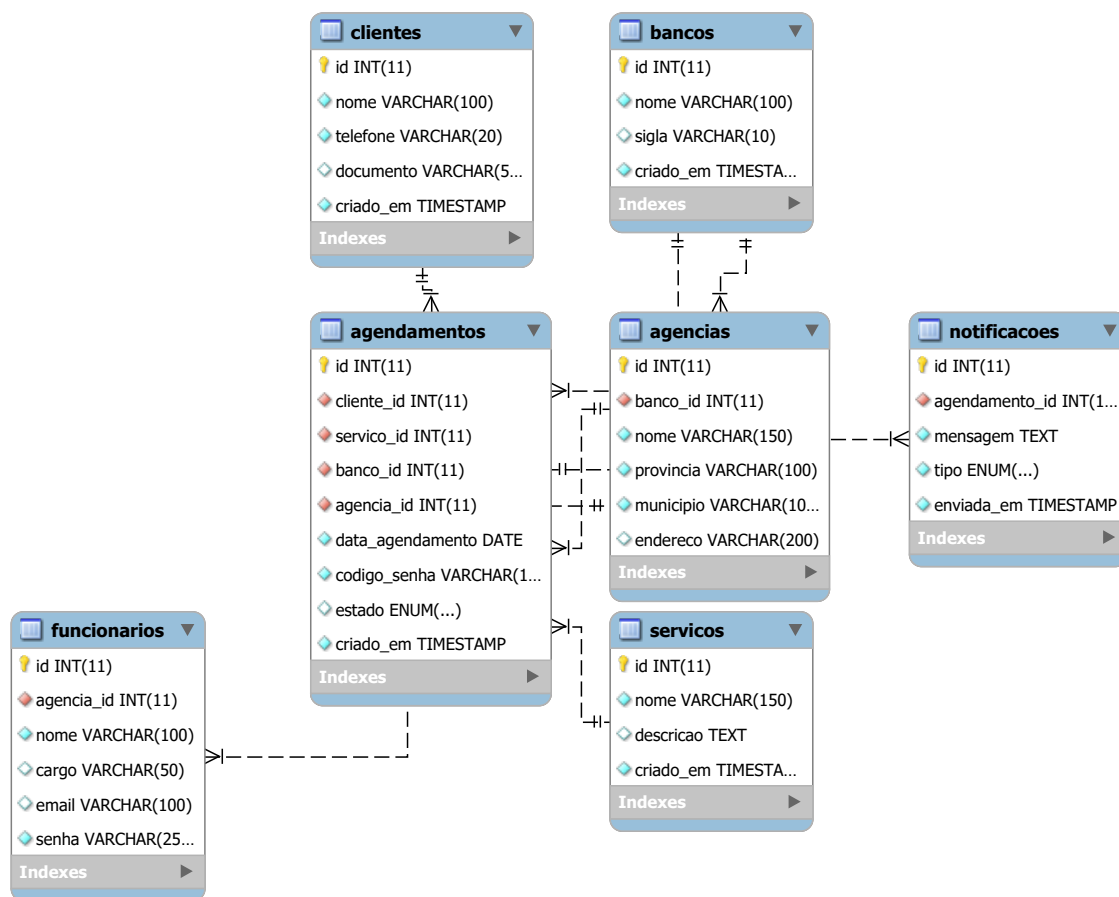 clientes
id INT(11)
nome VARCHAR(100)
telefone VARCHAR(20)
documento VARCHAR(5...
criado_em TIMESTAMP
Indexes
bancos
id INT(11)
nome VARCHAR(100)
sigla VARCHAR(10)
criado_em TIMESTA...
Indexes
agendamentos
id INT(11)
cliente_id INT(11)
servico_id INT(11)
banco_id INT(11)
agencia_id INT(11)
data_agendamento DATE
codigo_senha VARCHAR(1...
estado ENUM(...)
criado_em TIMESTAMP
Indexes
agencias
id INT(11)
banco_id INT(11)
nome VARCHAR(150)
provincia VARCHAR(100)
municipio VARCHAR(10...
endereco VARCHAR(200)
Indexes
notificacoes
id INT(11)
agendamento_id INT(1...
mensagem TEXT
tipo ENUM(...)
enviada_em TIMESTAMP
Indexes
funcionarios
id INT(11)
agencia_id INT(11)
nome VARCHAR(100)
cargo VARCHAR(50)
email VARCHAR(100)
senha VARCHAR(25...
Indexes
servicos
id INT(11)
nome VARCHAR(150)
descricao TEXT
criado_em TIMESTA...
Indexes